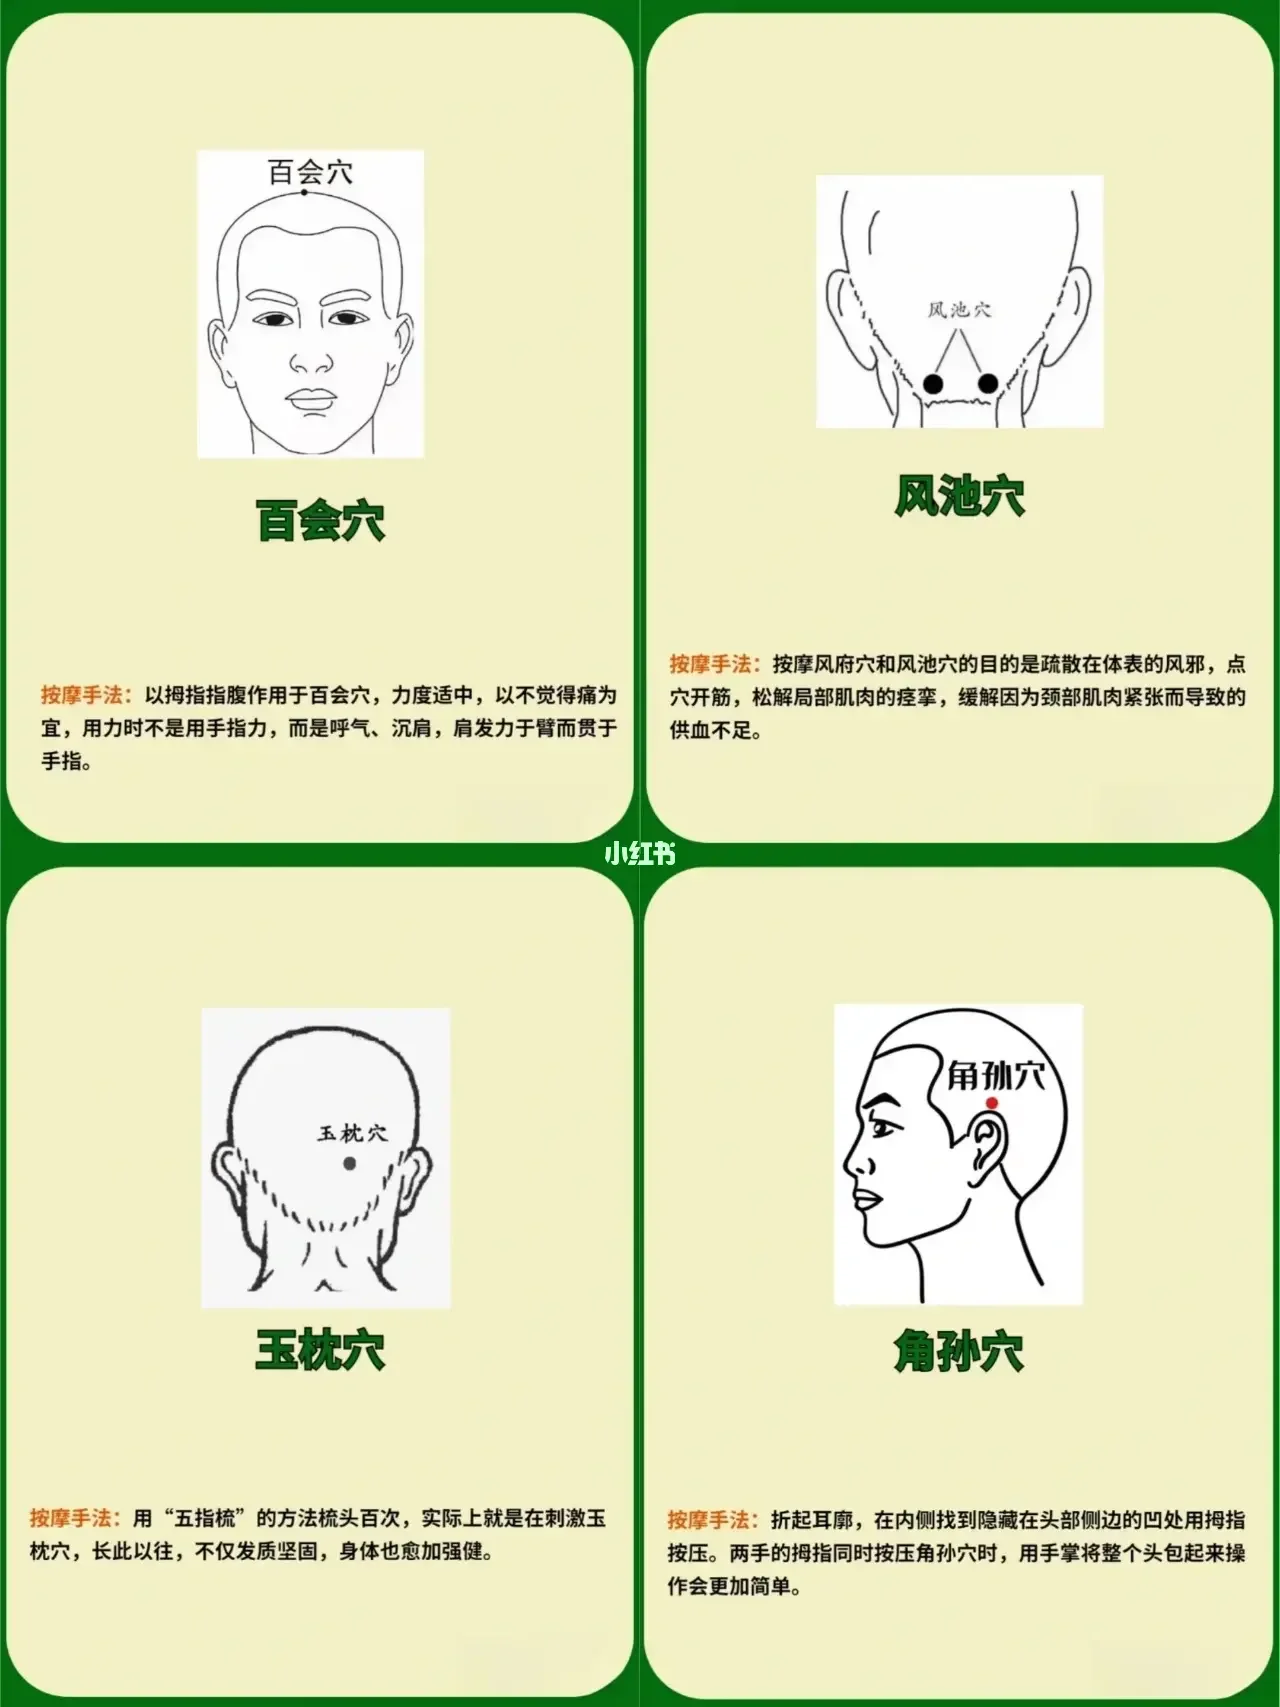 百会穴
百会穴
按摩手法：以拇指指腹作用于百会穴，力度适中，以不觉得痛为
宜，用力时不是用手指力，而是呼气、沉肩，肩发力于臂而贯于
手指。
风池穴
风池穴
按摩手法：按摩风府穴和风池穴的目的是疏散在体表的风邪，点
穴开筋，松解局部肌肉的痉挛，缓解因为颈部肌肉紧张而导致的
供血不足。
小红书
玉枕穴
玉枕穴
按摩手法：用“五指梳”的方法梳头百次，实际上就是在刺激玉
枕穴，长此以往，不仅发质坚固，身体也愈加强健。
角孙穴
角孙穴
按摩手法：折起耳廓，在内侧找到隐藏在头部侧边的凹处用拇指
按压。两手的拇指同时按压角孙穴时，用手掌将整个头包起来操
作会更加简单。